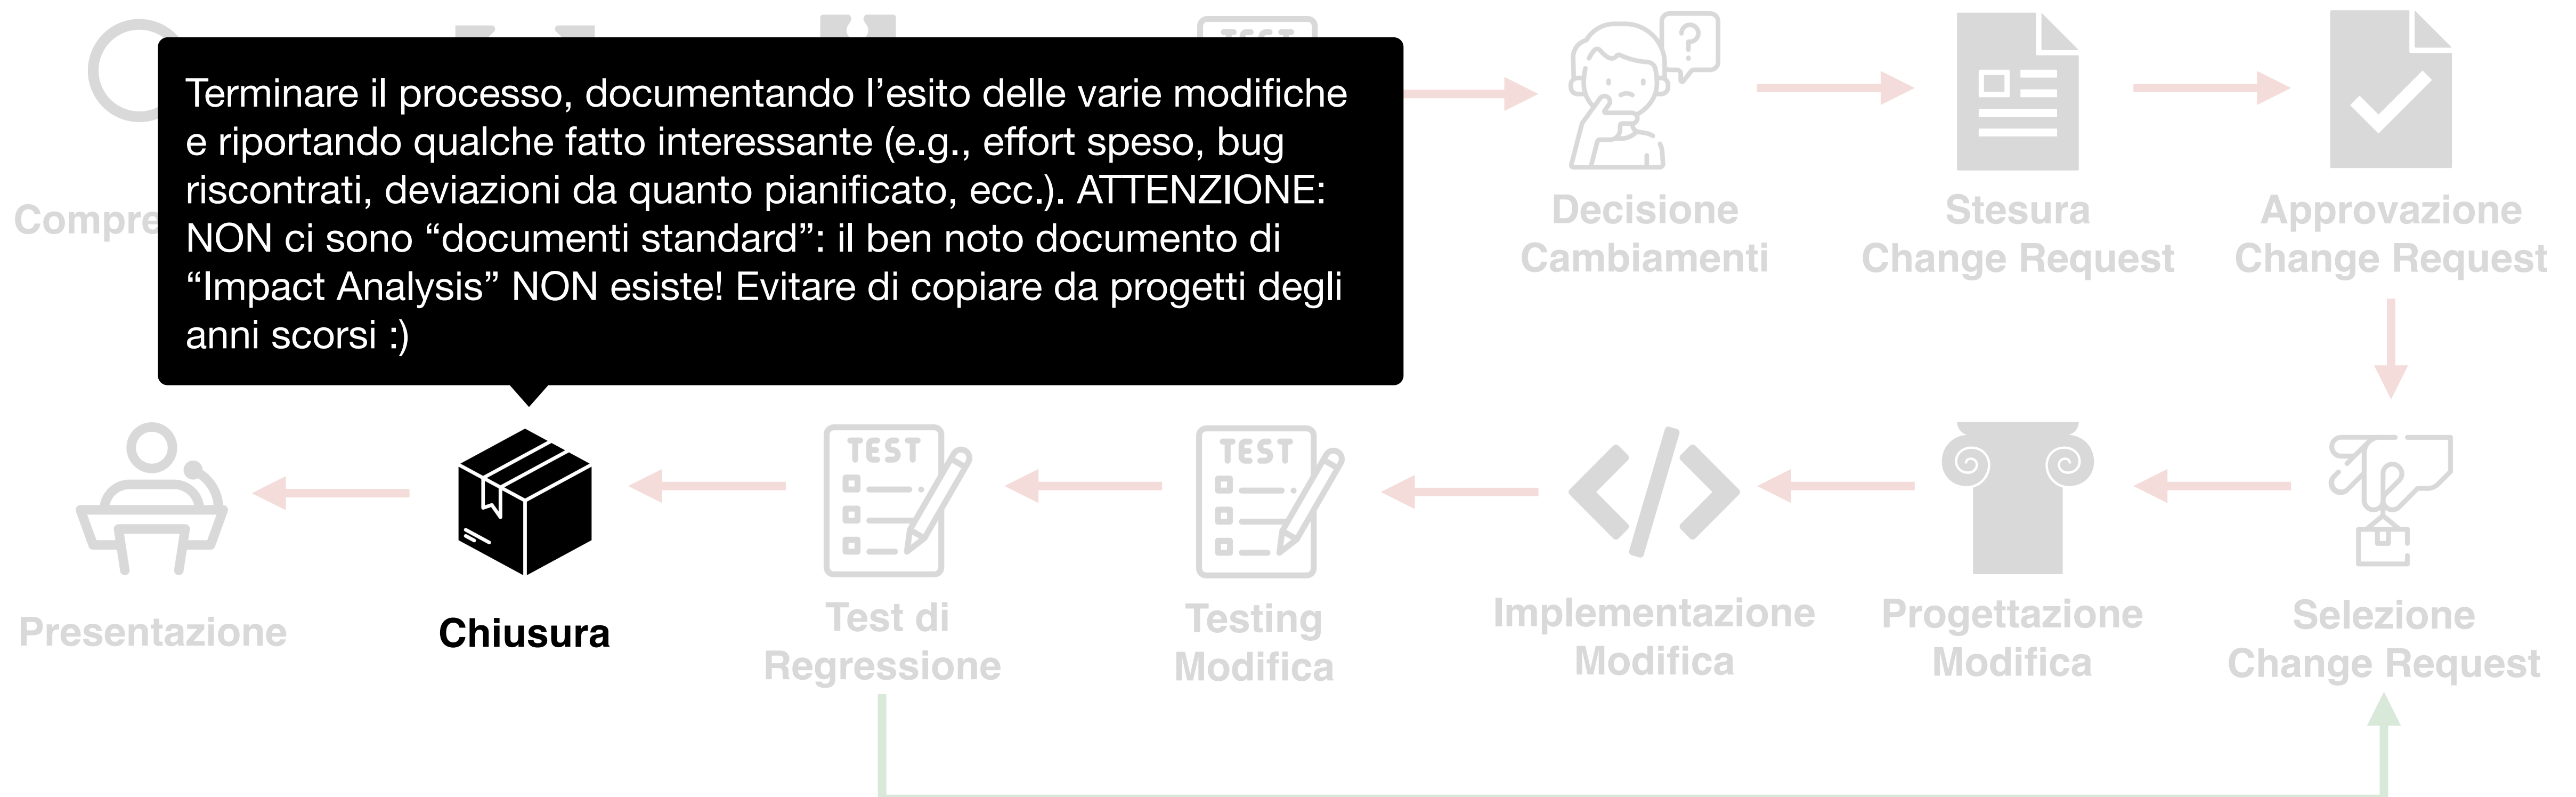 Terminare il processo, documentando l’esito delle varie modifiche
e riportando qualche fatto interessante (e.g., effort speso, bug
riscontrati, deviazioni da quanto pianificato, ecc.). ATTENZIONE:
NON ci sono “documenti standard”: il ben noto documento di
“Impact Analysis” NON esiste! Evitare di copiare da progetti degli
anni scorsi :)
?
Compre
Decisione
Cambiamenti
Stesura
Change Request
Approvazione
Change Request
TEST
TEST
Presentazione
Chiusura
Test di
Regressione
Testing
Modifica
Implementazione
Modifica
Progettazione
Modifica
Selezione
Change Request